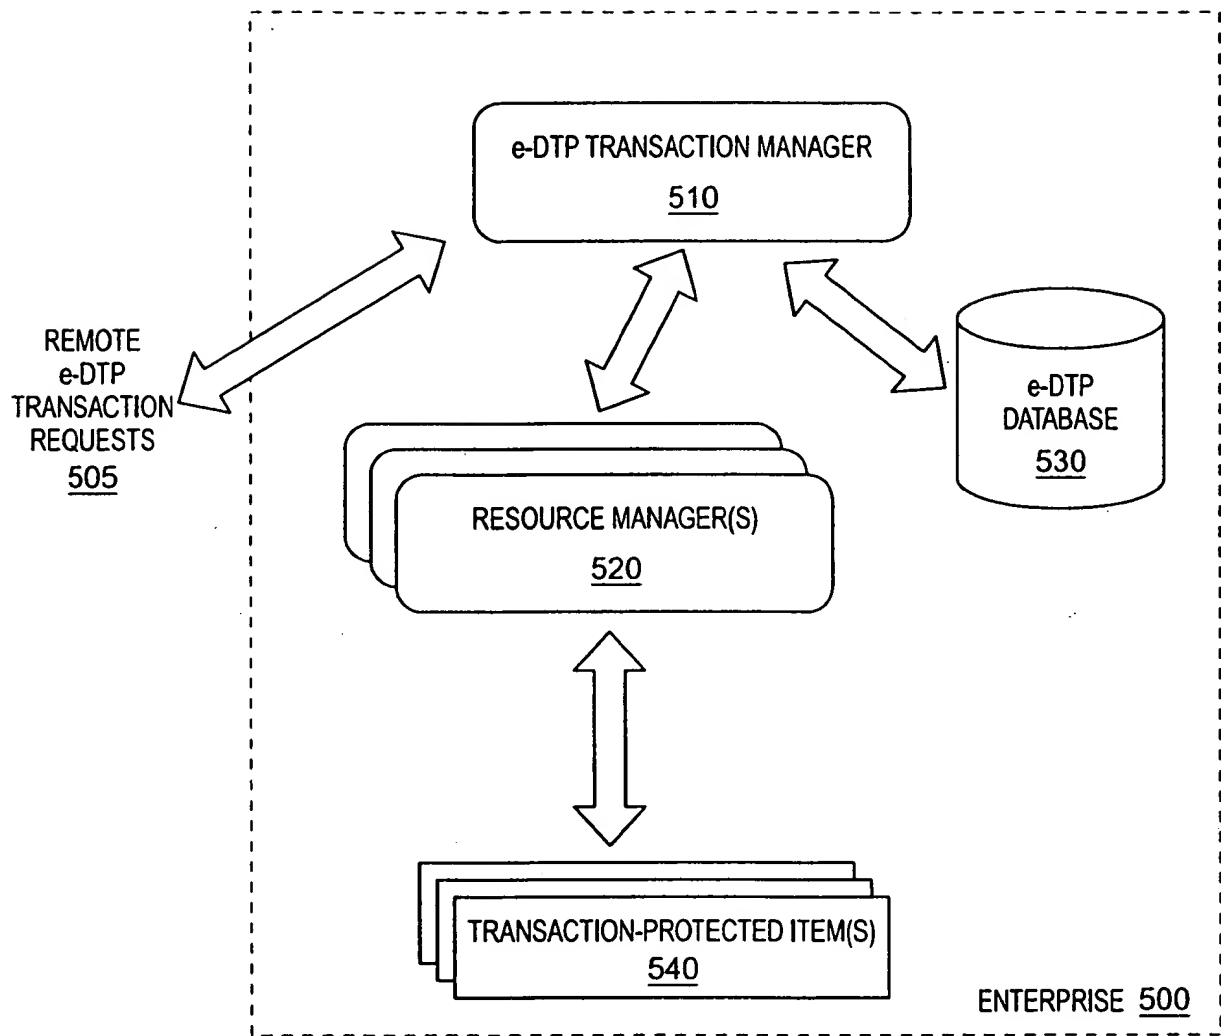 e-DTP TRANSACTION MANAGER
510
REMOTE
e-DTP
TRANSACTION
REQUESTS
505
e-DTP
DATABASE
530
RESOURCE MANAGER(S)
520
TRANSACTION-PROTECTED ITEM(S)
540
ENTERPRISE 500